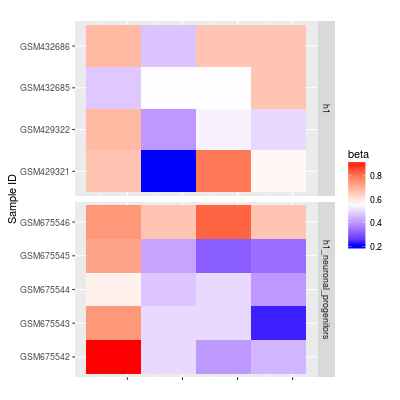 Sample ID
GSM432686
GSM432685
GSM429322
GSM429321
h1
GSM675546
GSM675545
GSM675544
GSM675543
GSM675542
h1_neuronal_progenitors
beta
0.8
0.6
0.4
0.2